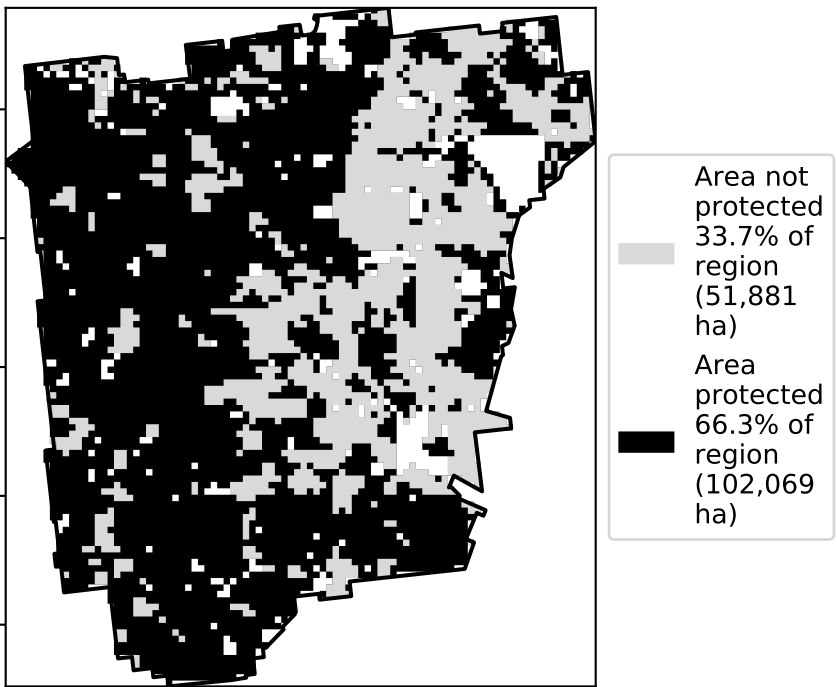 Area not
protected
33.7% of
region
(51,881
ha)
Area
protected
66.3% of
region
(102,069
ha)